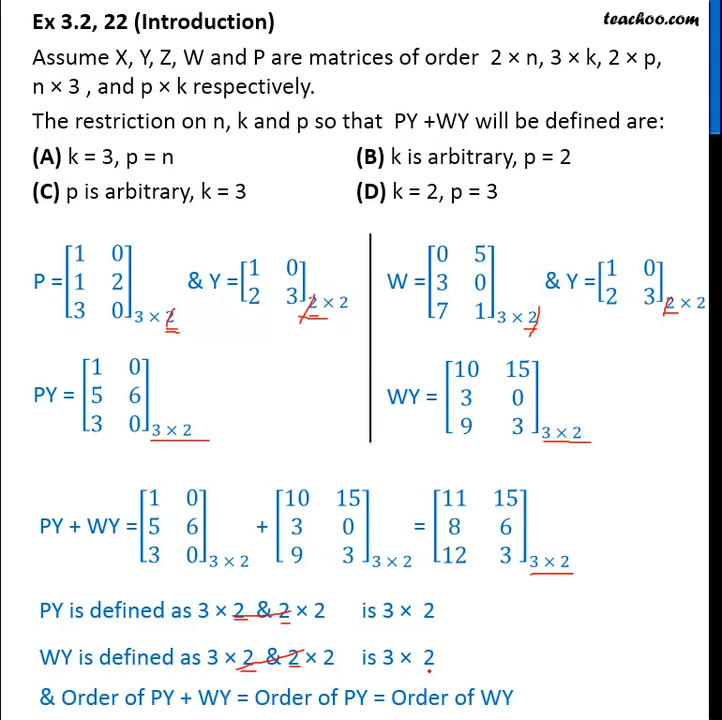 Ex 3.2, 22 (Introduction)
teachoo.com
Assume X, Y, Z, W and P are matrices of order 2 × n, 3 × k, 2 × p,
n × 3 , and p × k respectively.
The restriction on n, k and p so that PY +WY will be defined are:
(A) k = 3, p = n (B) k is arbitrary, p = 2
(C) p is arbitrary, k = 3 (D) k = 2, p = 3
P = [1 0; 1 2; 3 0]3 × 2 & Y = [1 0; 2 3]2 × 2
W = [0 5; 3 0; 7 1]3 × 2 & Y = [1 0; 2 3]2 × 2
PY = [1 0; 5 6; 3 0]3 × 2
WY = [10 15; 3 0; 9 3]3 × 2
PY + WY = [1 0; 5 6; 3 0]3 × 2 + [10 15; 3 0; 9 3]3 × 2 = [11 15; 8 6; 12 3]3 × 2
PY is defined as 3 × 2 & 2 × 2 is 3 × 2
WY is defined as 3 × 2 & 2 × 2 is 3 × 2
& Order of PY + WY = Order of PY = Order of WY